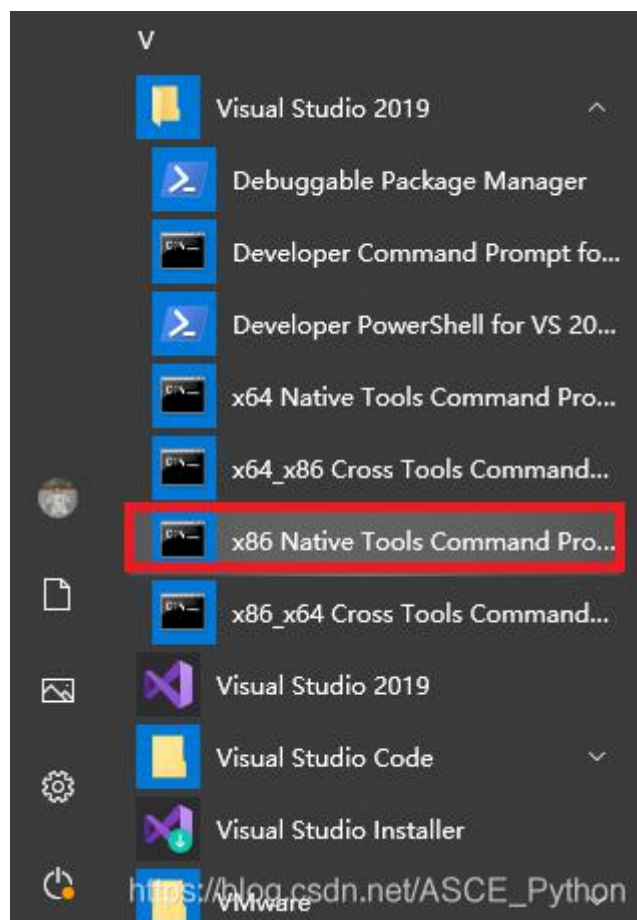 V
Visual Studio 2019
Debuggable Package Manager
Developer Command Prompt fo...
Developer PowerShell for VS 20...
x64 Native Tools Command Pro...
x64_x86 Cross Tools Command...
x86 Native Tools Command Pro...
x86_x64 Cross Tools Command...
Visual Studio 2019
Visual Studio Code
Visual Studio Installer
VMware
https://blog.csdn.net/ASCE_Python